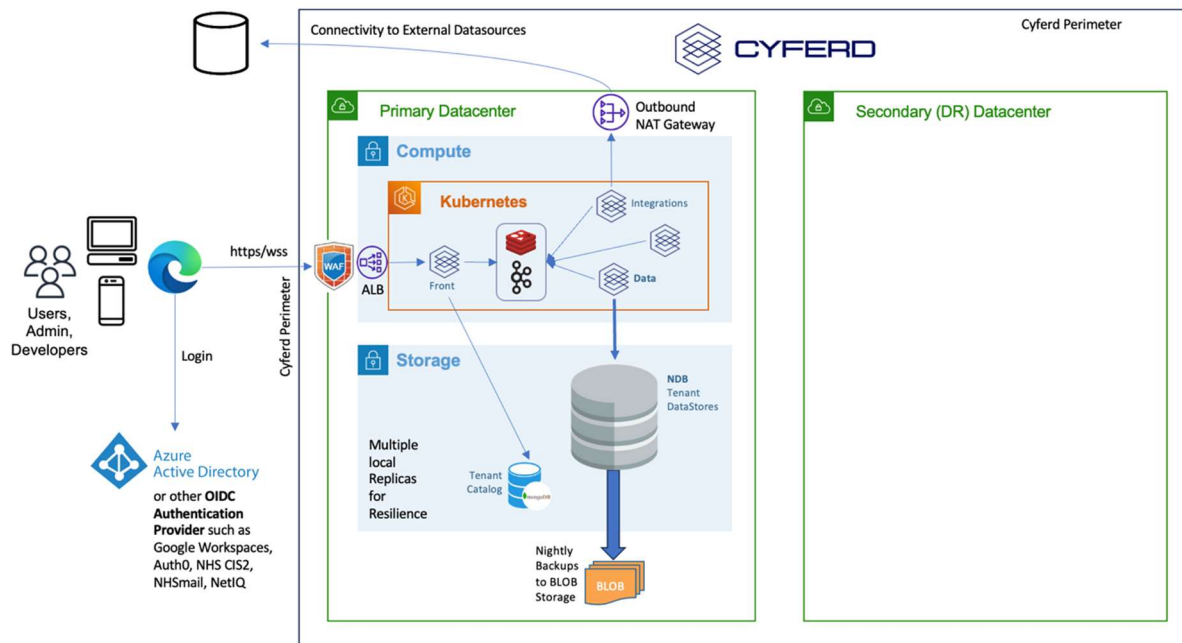 Connectivity to External Datasources
Cyferd Perimeter
CYFERD
Primary Datacenter
Outbound
NAT Gateway
Secondary (DR) Datacenter
Compute
Kubernetes
Integrations
https/wss
WAF
ALB
Front
Data
Users,
Admin,
Developers
Login
Cyferd Perimeter
Storage
NDB
Tenant
DataStores
Multiple
local
Replicas
for
Resilience
Tenant
Catalog
mongoDB
Azure
Active Directory
or other OIDC
Authentication
Provider such as
Google Workspaces,
Auth0, NHS CIS2,
NHSmail, NetIQ
Nightly
Backups
to BLOB
Storage
BLOB